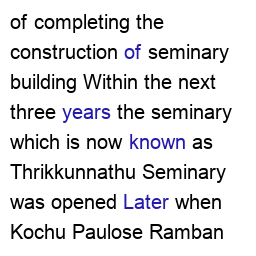 of completing the
construction of seminary
building Within the next
three years the seminary
which is now known as
Thrikkunnathu Seminary
was opened Later when
Kochu Paulose Ramban